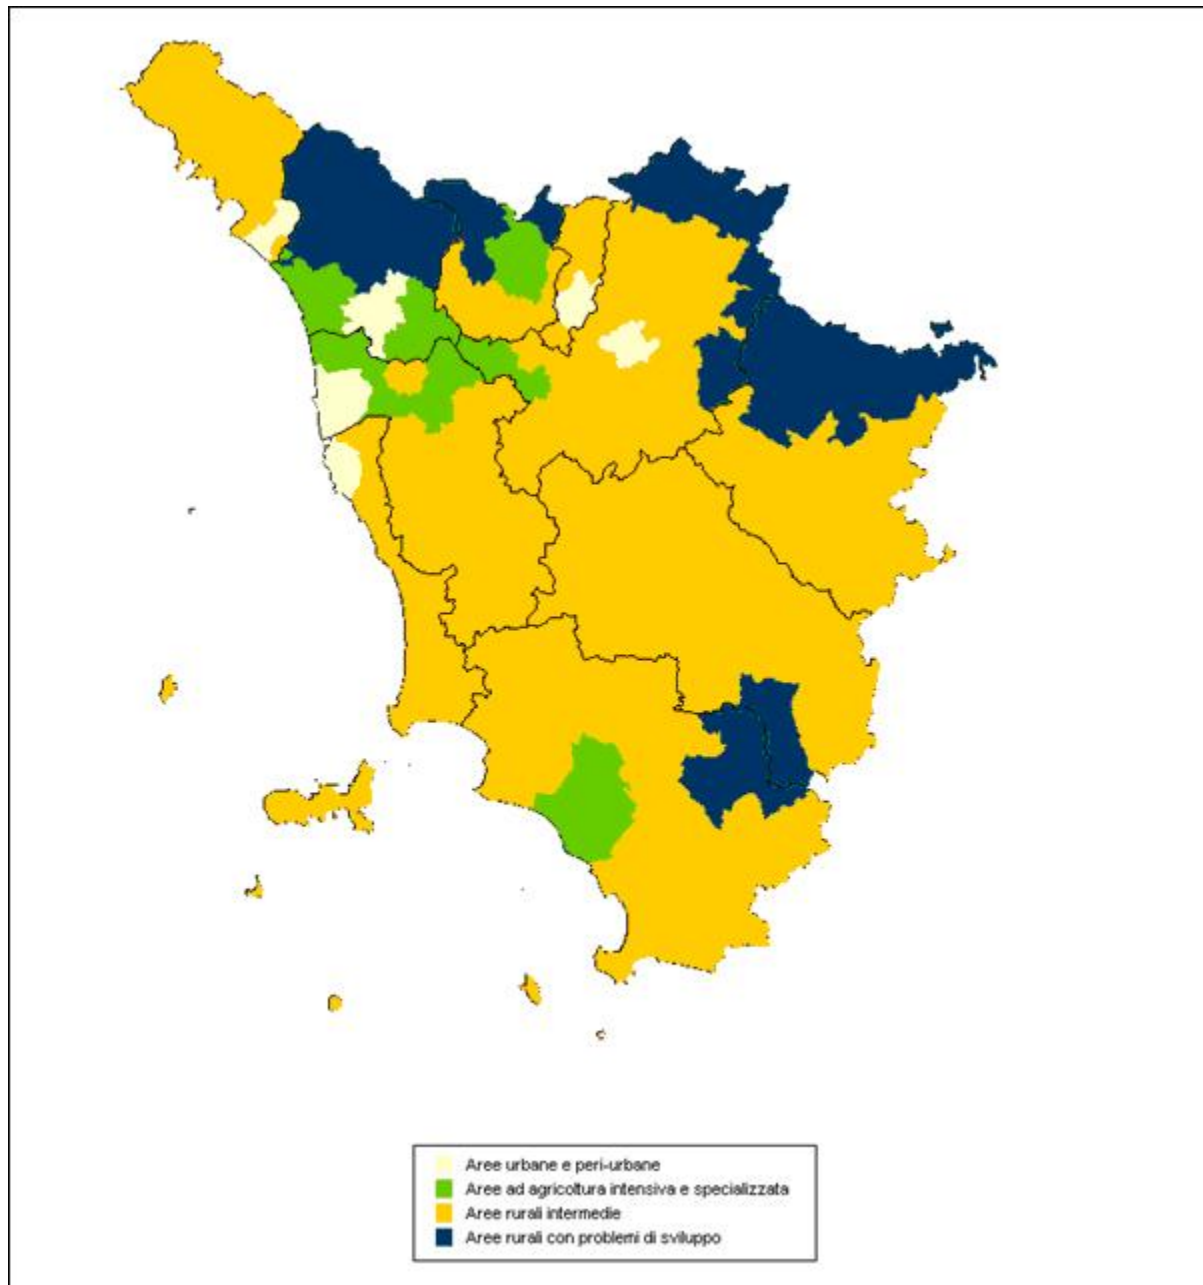 Aree urbane e peri-urbane
Aree ad agricoltura intensiva e specializzata
Aree rurali intermedie
Aree rurali con problemi di sviluppo